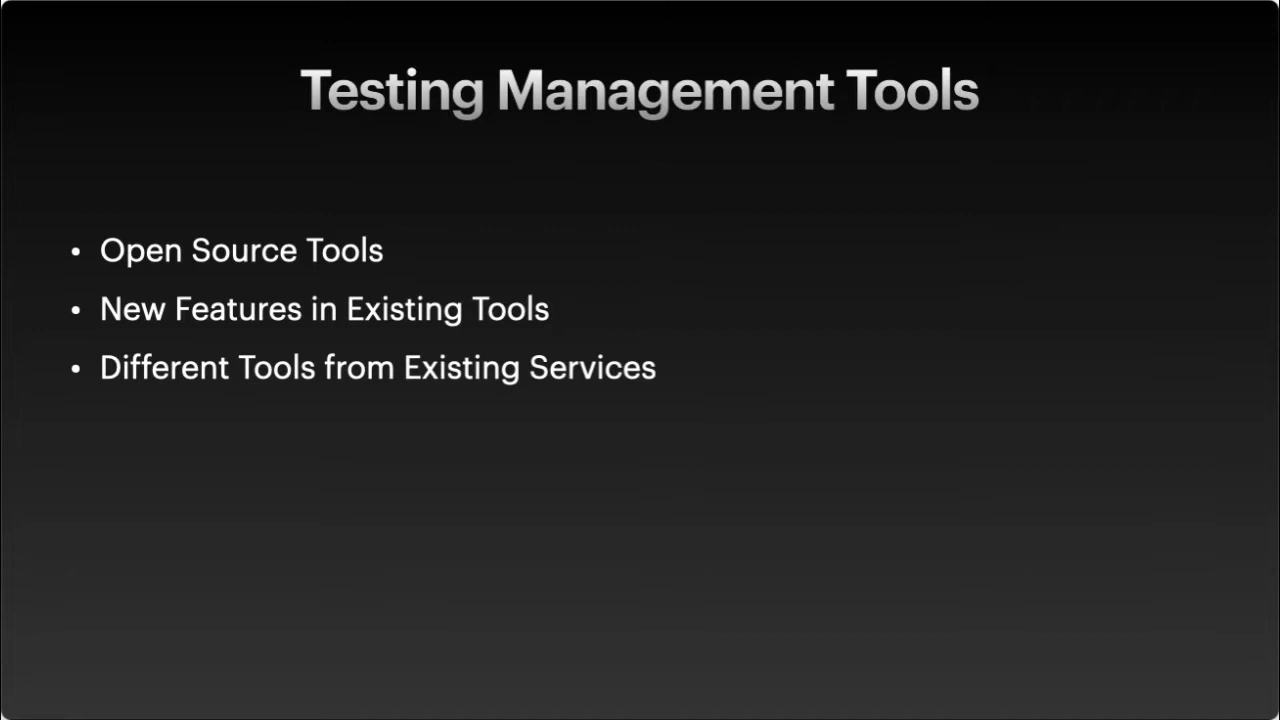 Testing Management Tools
• Open Source Tools
• New Features in Existing Tools
• Different Tools from Existing Services